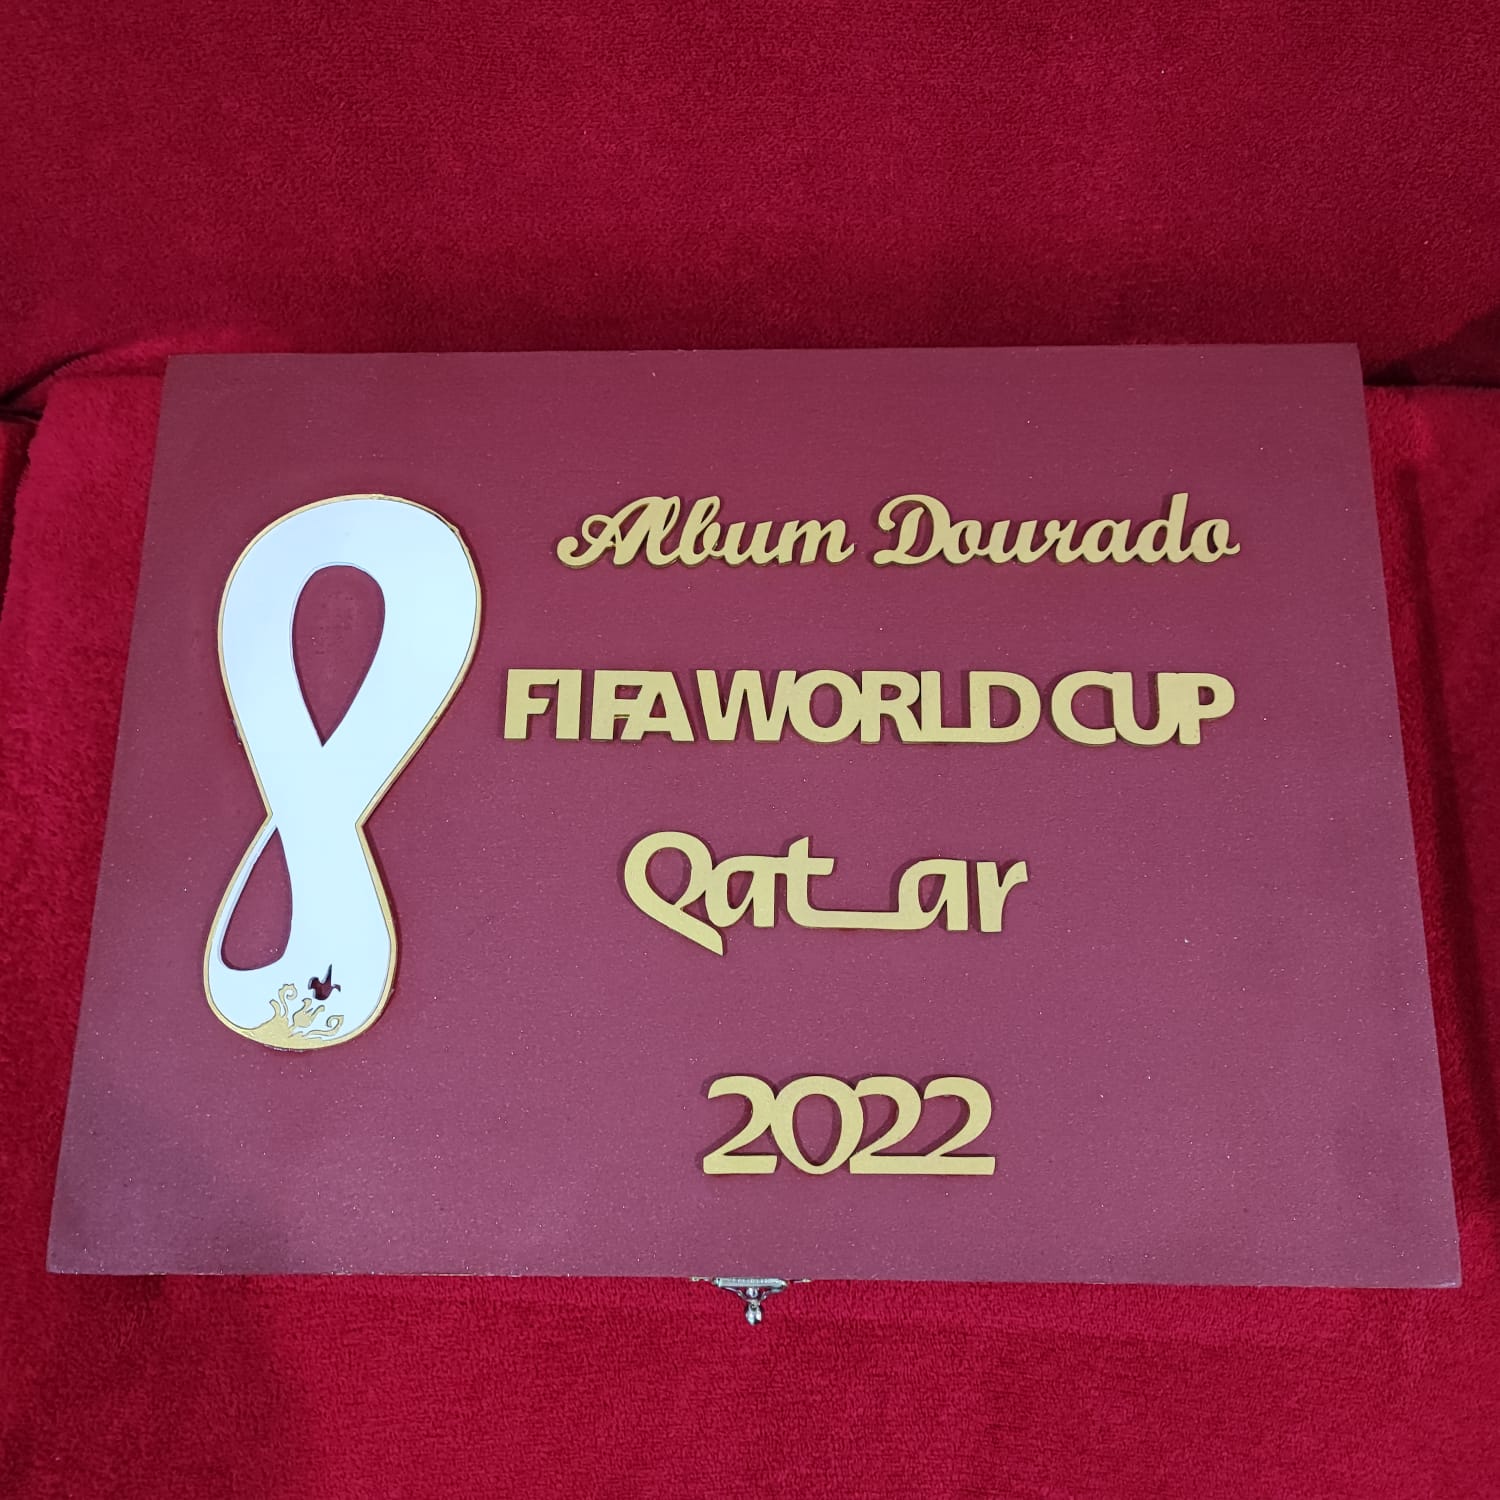 Album Dourado
FIFA WORLD CUP
Qatar
2022